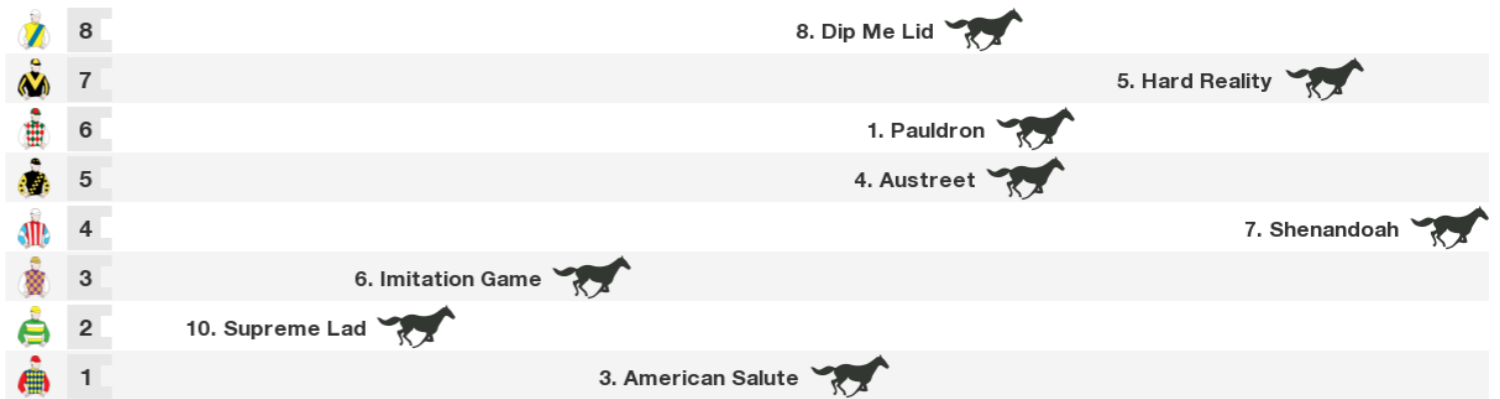 8 8. Dip Me Lid
7 5. Hard Reality
6 1. Pauldron
5 4. Austreet
4 7. Shenandoah
3 6. Imitation Game
2 10. Supreme Lad
1 3. American Salute